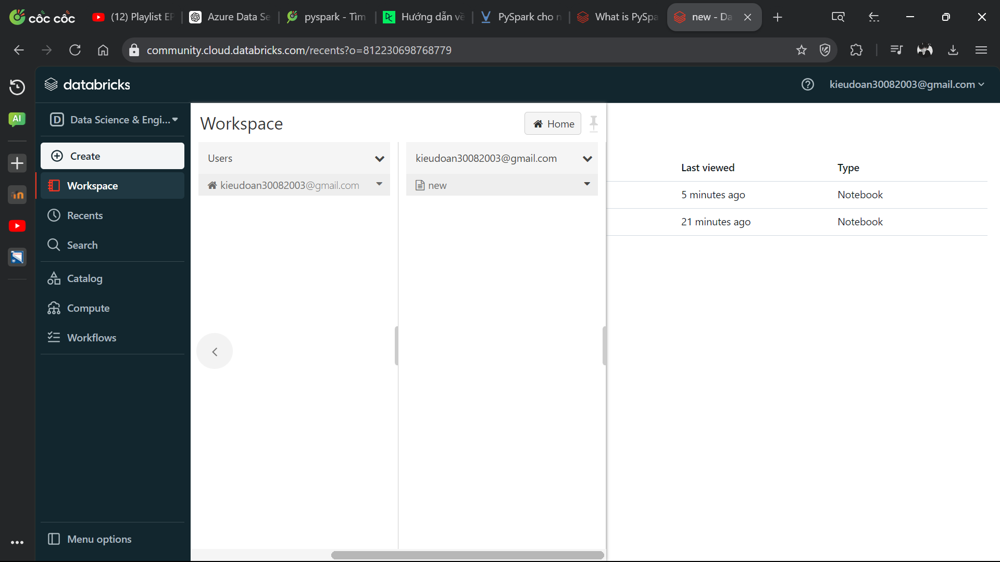 cốc cốc
(12) Playlist EP
Azure Data Se
pyspark - Tìm
Hướng dẫn về
PySpark cho n
What is PySpa
new - Da
community.cloud.databricks.com/recents?o=812230698768779
databricks
kieudoan30082003@gmail.com
AI
D Data Science & Engi...
Create
Workspace
Recents
Search
Catalog
Compute
Workflows
Menu options
Workspace
Home
Users
kieudoan30082003@gmail.com
kieudoan30082003@gmail.com
new
Last viewed Type
5 minutes ago Notebook
21 minutes ago Notebook